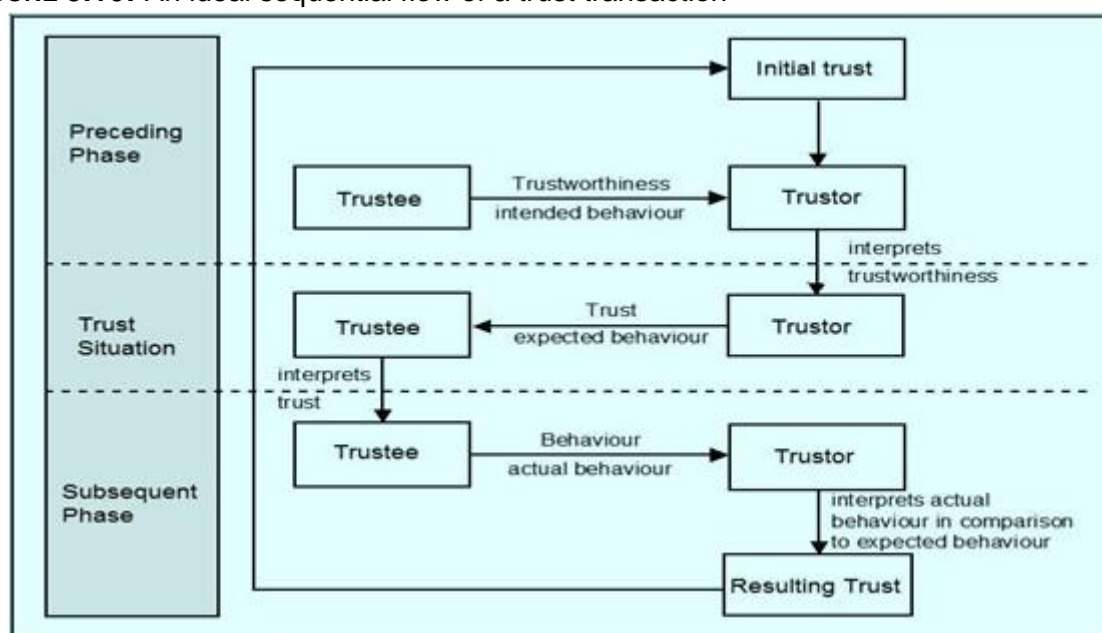 An ideal sequential flow of a trust transaction
Initial trust
Preceding
Phase
Trustee
Trustworthiness
intended behaviour
Trustor
interprets
trustworthiness
Trust
Situation
Trustee
Trust
expected behaviour
Trustor
interprets
trust
Subsequent
Phase
Trustee
Behaviour
actual behaviour
Trustor
interprets actual
behaviour in comparison
to expected behaviour
Resulting Trust